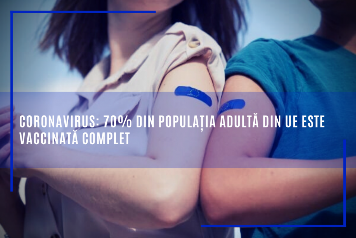 CORONAVIRUS: 70% DIN POPULAȚIA ADULTĂ DIN UE ESTE
VACCINATĂ COMPLET